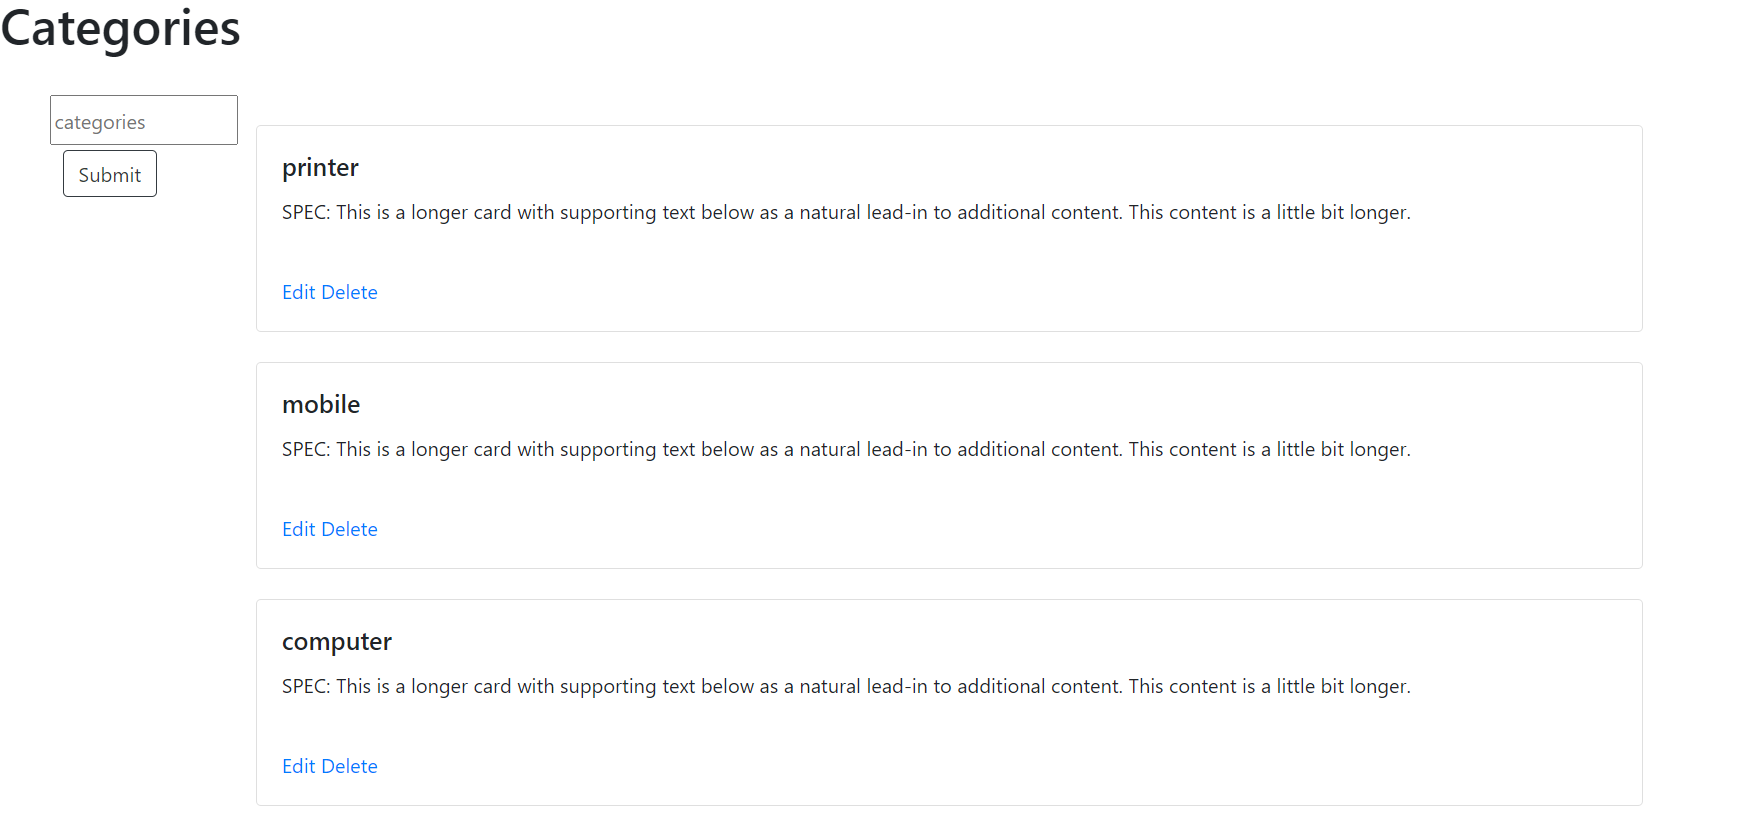 Categories
categories
Submit
printer
SPEC: This is a longer card with supporting text below as a natural lead-in to additional content. This content is a little bit longer.
Edit Delete
mobile
SPEC: This is a longer card with supporting text below as a natural lead-in to additional content. This content is a little bit longer.
Edit Delete
computer
SPEC: This is a longer card with supporting text below as a natural lead-in to additional content. This content is a little bit longer.
Edit Delete